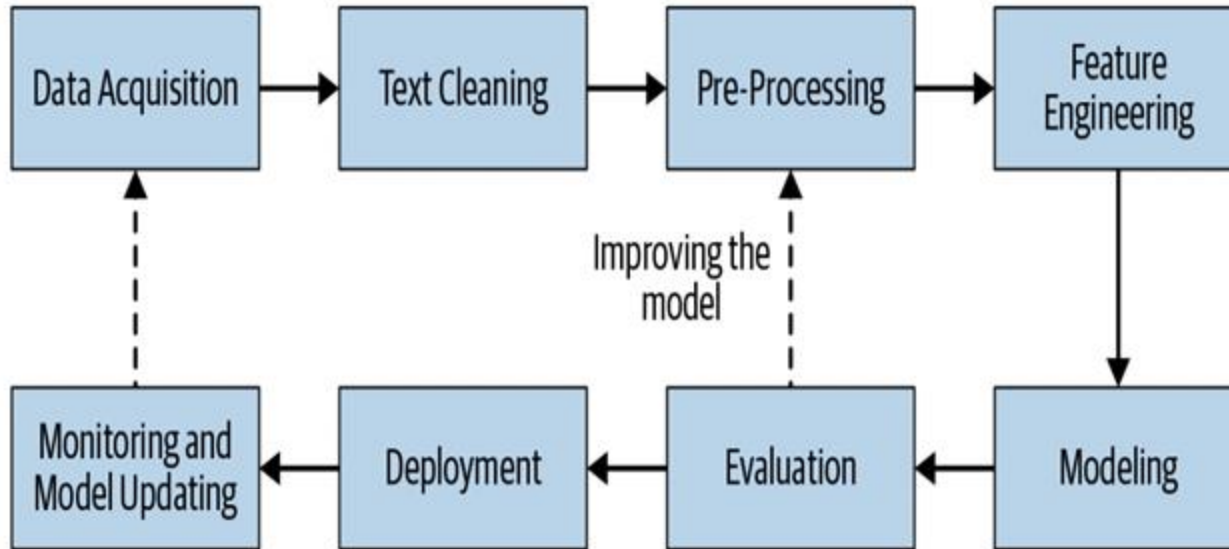 Data Acquisition
Text Cleaning
Pre-Processing
Feature
Engineering
Improving the
model
Monitoring and
Model Updating
Deployment
Evaluation
Modeling